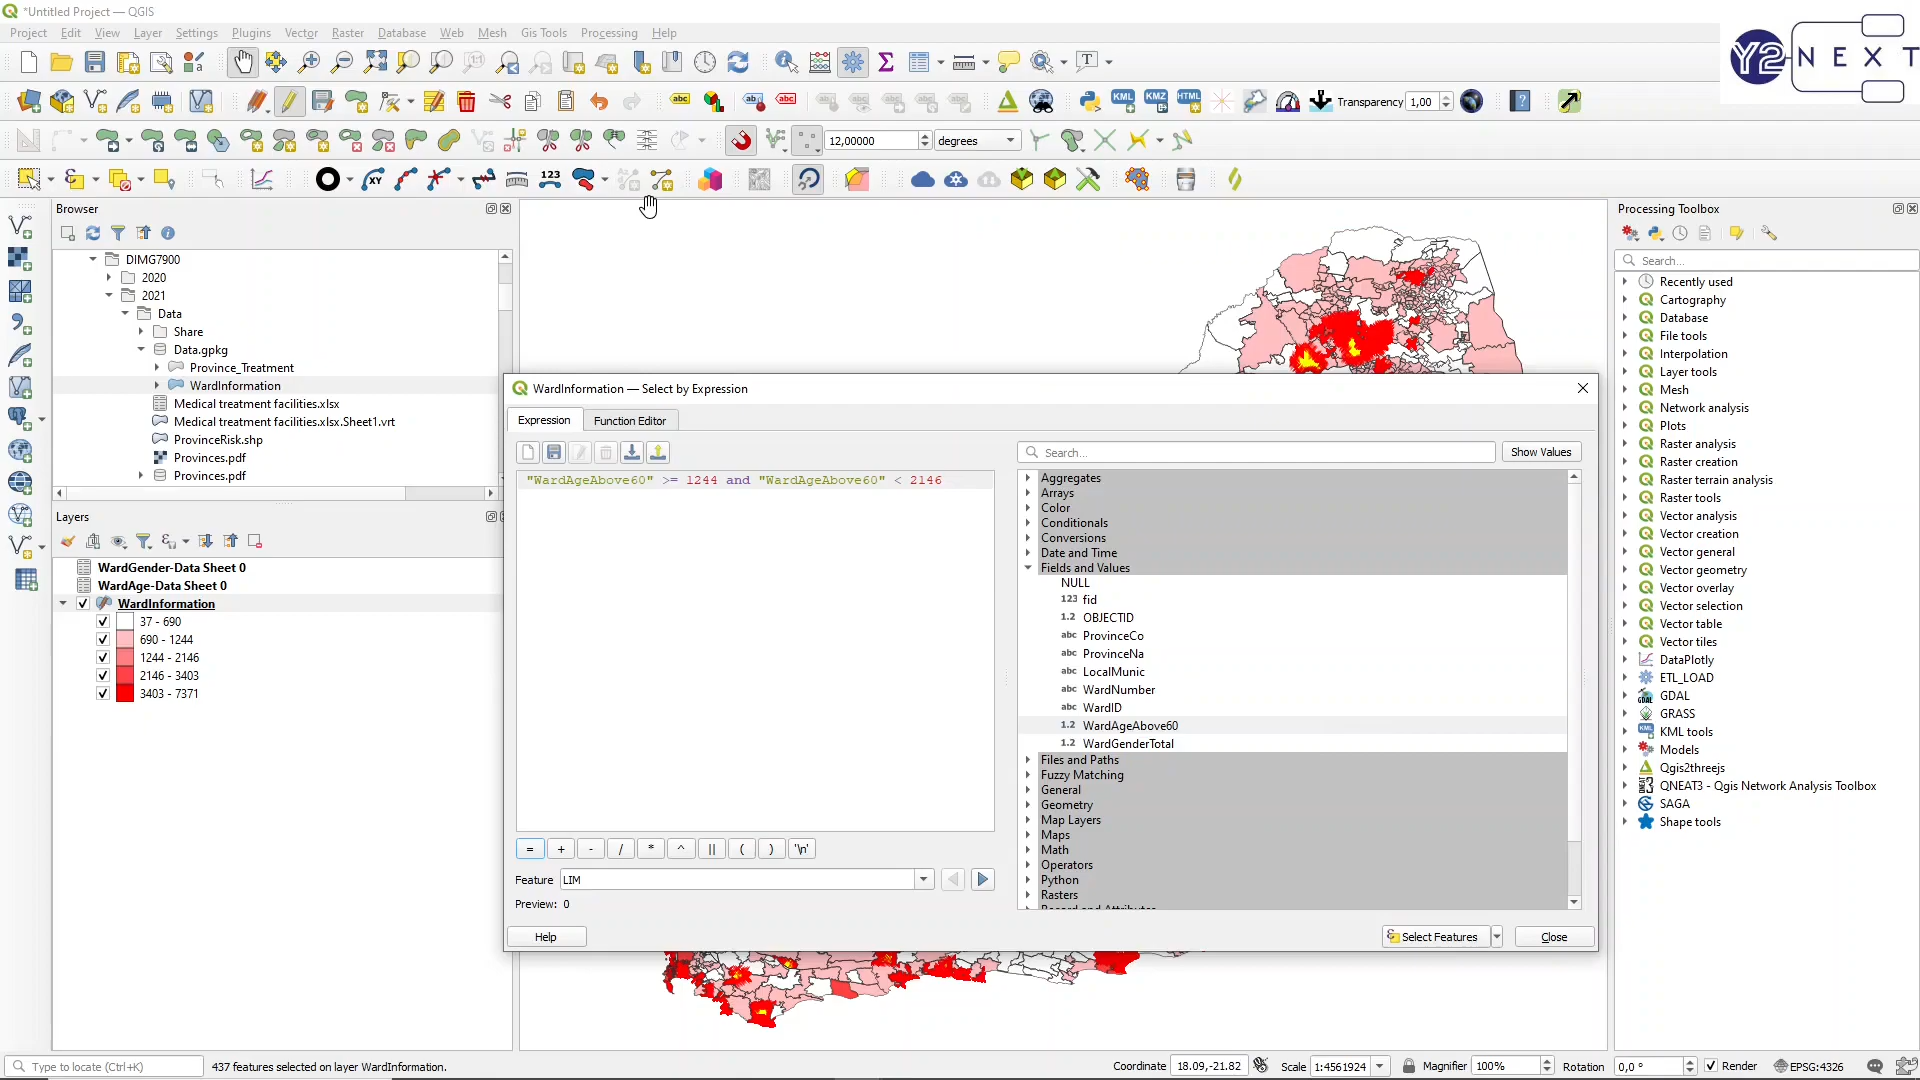 *Untitled Project — QGIS
Project Edit View Layer Settings Plugins Vector Raster Database Web Mesh Gis Tools Processing Help
Y2 NEXT
Transparency 1,00
12,00000 degrees
Browser
DIMG7900
2020
2021
Data
Share
Data.gpkg
Province_Treatment
WardInformation
Medical treatment facilities.xlsx
Medical treatment facilities.xlsx.Sheet1.vrt
ProvinceRisk.shp
Provinces.pdf
Provinces.pdf
Layers
WardGender-Data Sheet 0
WardAge-Data Sheet 0
WardInformation
37 - 690
690 - 1244
1244 - 2146
2146 - 3403
3403 - 7371
WardInformation — Select by Expression
Expression Function Editor
"WardAgeAbove60" >= 1244 and "WardAgeAbove60" < 2146
= + - / * ^ || ( ) '\n'
Feature LIM
Preview: 0
Help
Search...
Show Values
Aggregates
Arrays
Color
Conditionals
Conversions
Date and Time
Fields and Values
NULL
123 fid
1.2 OBJECTID
abc ProvinceCo
abc ProvinceNa
abc LocalMunic
abc WardNumber
abc WardID
1.2 WardAgeAbove60
1.2 WardGenderTotal
Files and Paths
Fuzzy Matching
General
Geometry
Map Layers
Maps
Math
Operators
Python
Rasters
Record and Attributes
Select Features
Close
Processing Toolbox
Search...
Recently used
Cartography
Database
File tools
Interpolation
Layer tools
Mesh
Network analysis
Plots
Raster analysis
Raster creation
Raster terrain analysis
Raster tools
Vector analysis
Vector creation
Vector general
Vector geometry
Vector overlay
Vector selection
Vector table
Vector tiles
DataPlotly
ETL_LOAD
GDAL
GRASS
KML tools
Models
Qgis2threejs
QNEAT3 - Qgis Network Analysis Toolbox
SAGA
Shape tools
Type to locate (Ctrl+K)
437 features selected on layer WardInformation.
Coordinate 18.09,-21.82 Scale 1:4561924 Magnifier 100% Rotation 0,0 ° Render EPSG:4326